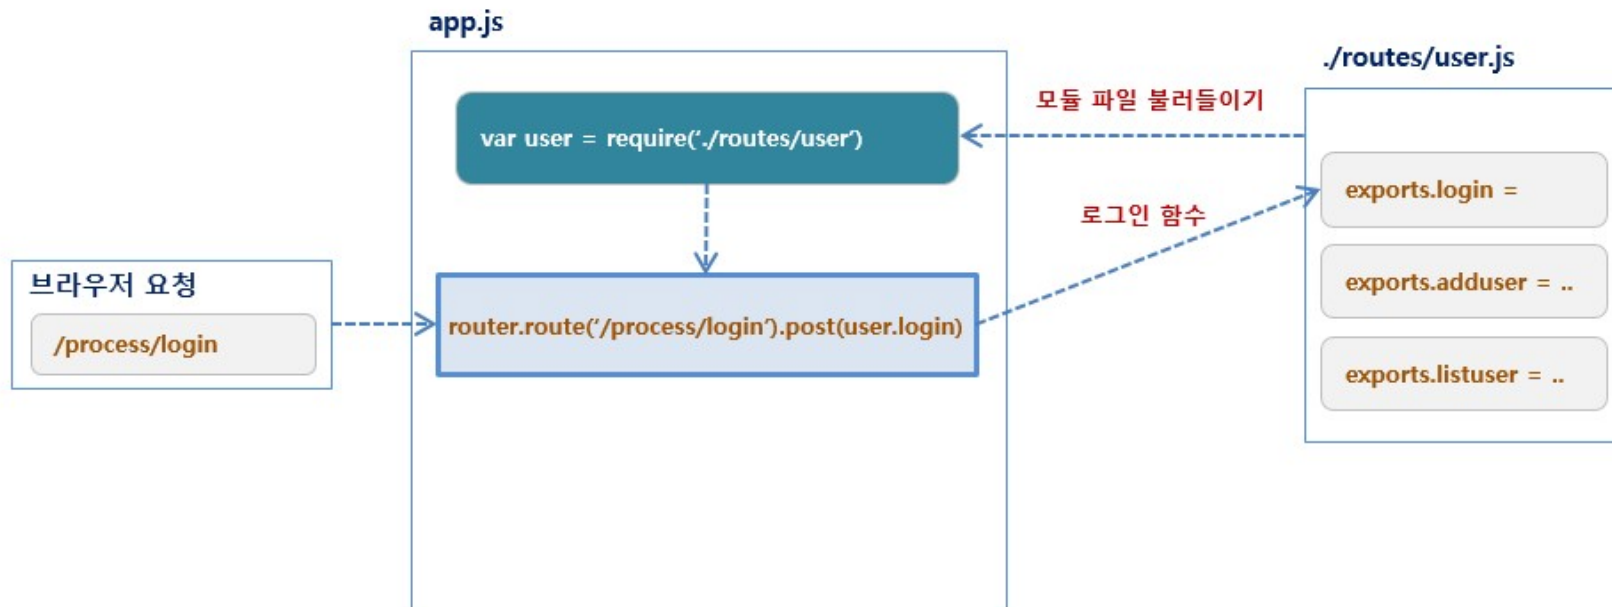 app.js
./routes/user.js
var user = require(‘./routes/user’)
모듈 파일 불러들이기
exports.login =
로그인 함수
브라우저 요청
/process/login
router.route(‘/process/login’).post(user.login)
exports.adduser = ..
exports.listuser = ..